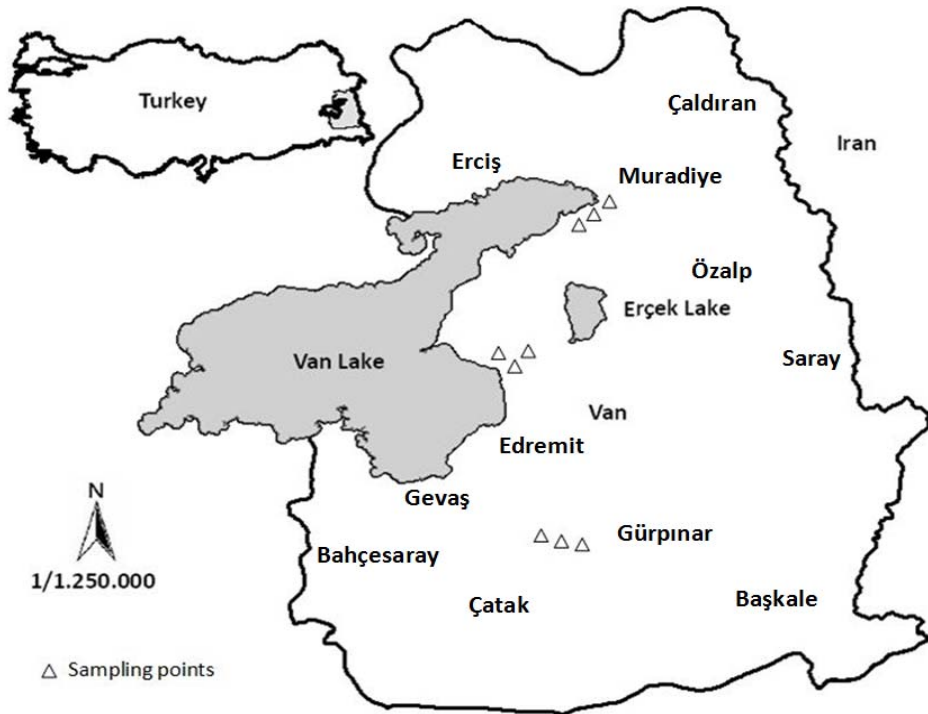 Turkey
Çaldıran
Iran
Erciş
Muradiye
Özalp
Erçek Lake
Van Lake
Saray
Van
Edremit
Gevaş
N
Gürpınar
Bahçesaray
1/1.250.000
Çatak
Başkale
Sampling points